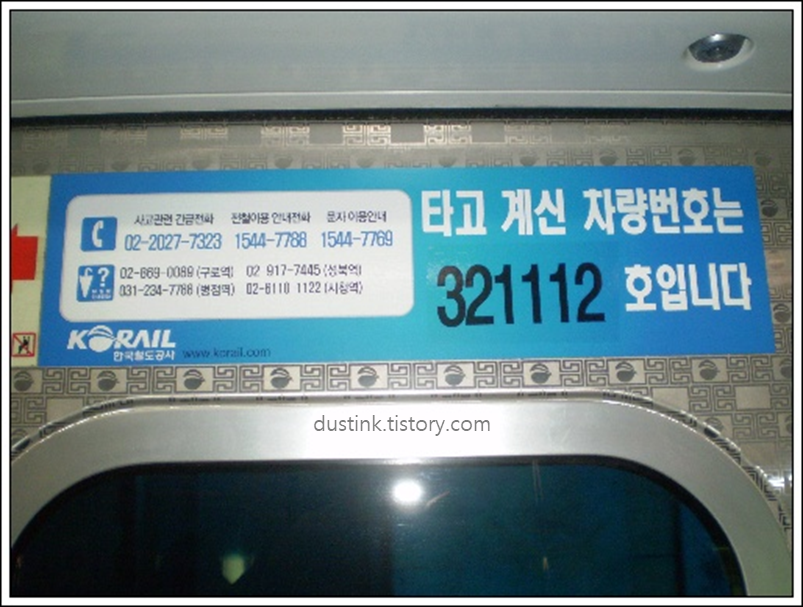 사고관련 긴급전화 전철이용 안내전화 문자 이용안내
02-2027-7323 1544-7788 1544-7769
02-869-0089 (구로역) 02 917-7445 (성북역)
031-234-7788 (병점역) 02-6110 1122 (시청역)
타고 계신 차량번호는
321112 호입니다
KORAIL
한국철도공사 www.korail.com
dustink.tistory.com